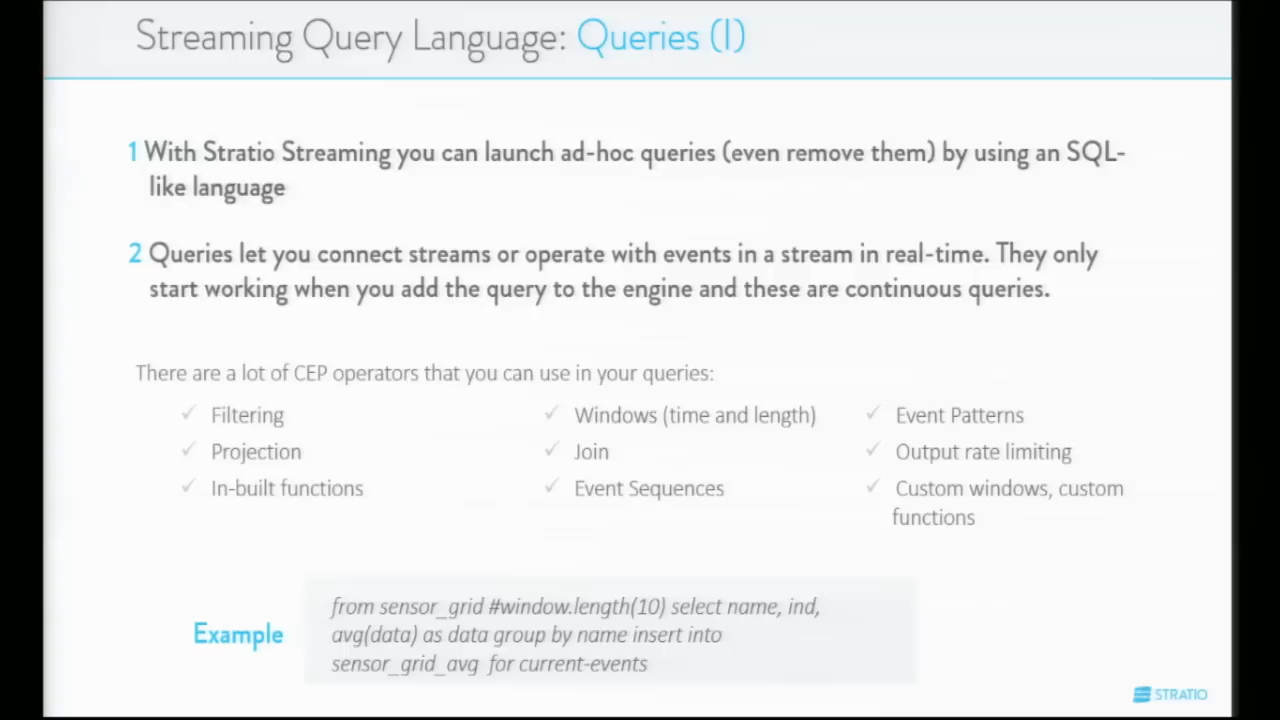 Streaming Query Language: Queries (I)
1 With Stratio Streaming you can launch ad-hoc queries (even remove them) by using an SQL-
like language
2 Queries let you connect streams or operate with events in a stream in real-time. They only
start working when you add the query to the engine and these are continuous queries.
There are a lot of CEP operators that you can use in your queries:
✓ Filtering
✓ Projection
✓ In-built functions
✓ Windows (time and length)
✓ Join
✓ Event Sequences
✓ Event Patterns
✓ Output rate limiting
✓ Custom windows, custom
functions
Example
from sensor_grid #window.length(10) select name, ind,
avg(data) as data group by name insert into
sensor_grid_avg for current-events
STRATIO